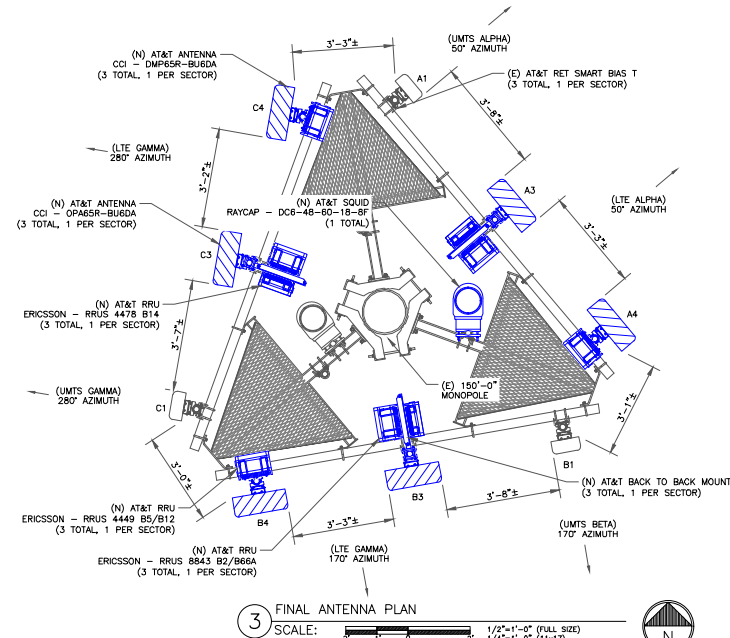 (UMTS ALPHA)
50° AZIMUTH
3'-3"±
(N) AT&T ANTENNA
CCI - DMP65R-BU6DA
(3 TOTAL, 1 PER SECTOR)
A1
(E) AT&T RET SMART BIAS T
(3 TOTAL, 1 PER SECTOR)
C4
3'-8"±
(LTE GAMMA)
280° AZIMUTH
3'-2"±
A3
(N) AT&T SQUID
RAYCAP - DC6-48-60-18-8F
(1 TOTAL)
(LTE ALPHA)
50° AZIMUTH
(N) AT&T ANTENNA
CCI - OPA65R-BU6DA
(3 TOTAL, 1 PER SECTOR)
3'-3"±
C3
(N) AT&T RRU
ERICSSON - RRUS 4478 B14
(3 TOTAL, 1 PER SECTOR)
A4
3'-7"±
(E) 150'-0"
MONOPOLE
(UMTS GAMMA)
280° AZIMUTH
C1
3'-1"±
B1
3'-0"±
(N) AT&T BACK TO BACK MOUNT
(3 TOTAL, 1 PER SECTOR)
B3
3'-8"±
(N) AT&T RRU
ERICSSON - RRUS 4449 B5/B12
(3 TOTAL, 1 PER SECTOR)
B4
3'-3"±
(UMTS BETA)
170° AZIMUTH
(N) AT&T RRU
ERICSSON - RRUS 8843 B2/B66A
(3 TOTAL, 1 PER SECTOR)
(LTE GAMMA)
170° AZIMUTH
3 FINAL ANTENNA PLAN
SCALE:
1/2"=1'-0" (FULL SIZE)
1/4"=1'-0" (11x17)
N